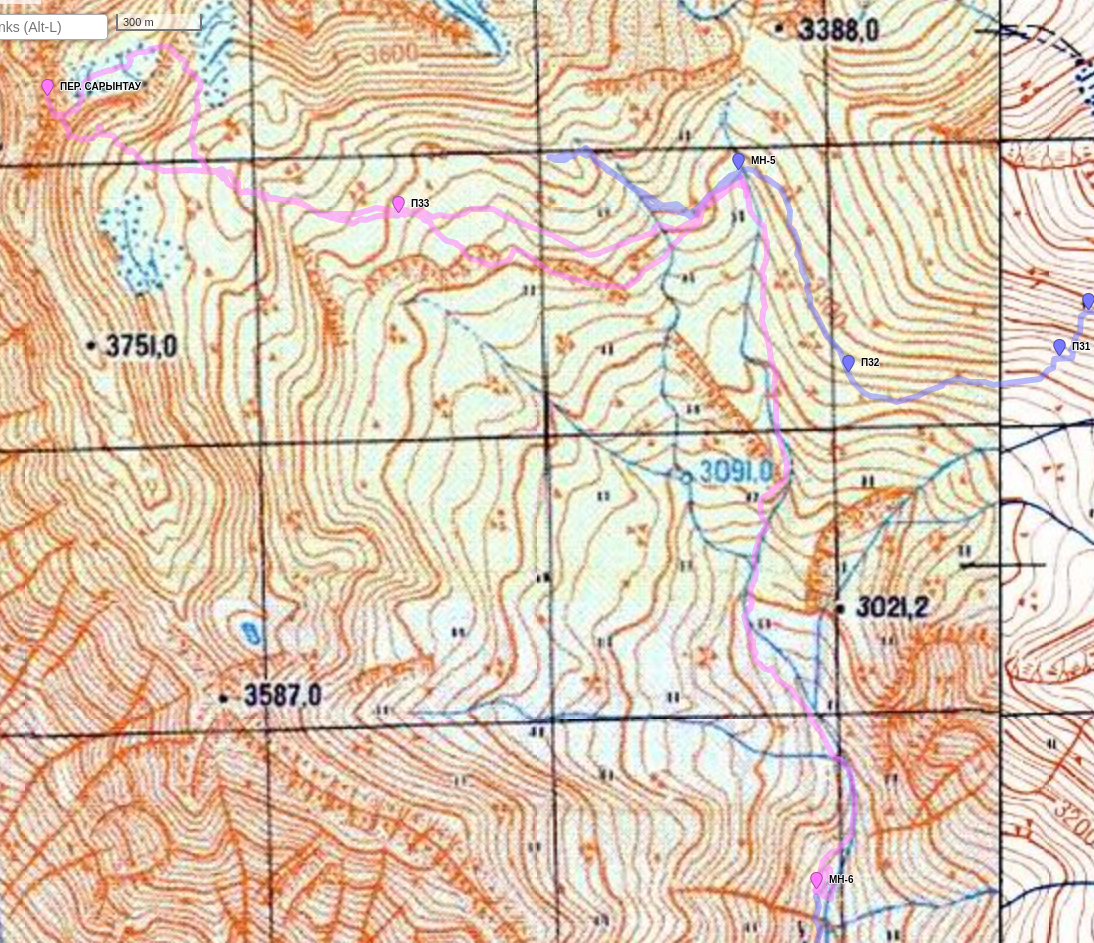 nks (Alt-L)
300 m
3388,0
3600
ПЕР. САРЫНТАУ
МН-5
П33
П31
3751,0
П32
3091,0
3021,2
3587,0
3200
МН-6